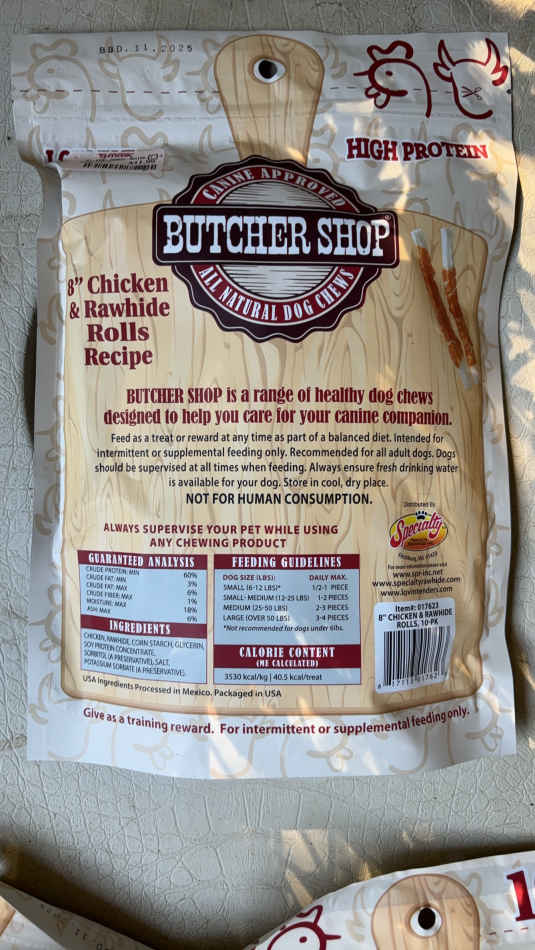 BBD.11.2025
HIGH PROTEIN
CANINE APPROVED
BUTCHER SHOP®
ALL NATURAL DOG CHEWS
8” Chicken
& Rawhide
Rolls
Recipe
BUTCHER SHOP is a range of healthy dog chews
designed to help you care for your canine companion.
Feed as a treat or reward at any time as part of a balanced diet. Intended for
intermittent or supplemental feeding only. Recommended for all adult dogs. Dogs
should be supervised at all times when feeding. Always ensure fresh drinking water
is available for your dog. Store in cool, dry place.
NOT FOR HUMAN CONSUMPTION.
ALWAYS SUPERVISE YOUR PET WHILE USING
ANY CHEWING PRODUCT
GUARANTEED ANALYSIS
CRUDE PROTEIN: MIN 60%
CRUDE FAT: MIN 3%
CRUDE FAT: MAX 6%
CRUDE FIBER: MAX 1%
MOISTURE: MAX 18%
ASH: MAX 6%
INGREDIENTS
CHICKEN, RAWHIDE, CORN STARCH, GLYCERIN,
SOY PROTEIN CONCENTRATE,
SORBITOL (A PRESERVATIVE), SALT,
POTASSIUM SORBATE (A PRESERVATIVE).
FEEDING GUIDELINES
DOG SIZE (LBS): DAILY MAX.
SMALL (6-12 LBS)* 1/2-1 PIECE
SMALL- MEDIUM (12-25 LBS) 1-2 PIECES
MEDIUM (25-50 LBS) 2-3 PIECES
LARGE (OVER 50 LBS) 3-4 PIECES
*Not recommended for dogs under 6lbs.
CALORIE CONTENT
(ME CALCULATED)
3530 kcal/kg | 40.5 kcal/treat
Distributed By
Specialty
For more information please visit
www.spr-inc.net
www.specialtyrawhide.com
Item#: 017623
8" CHICKEN & RAWHIDE
ROLLS, 10-PK
USA Ingredients Processed in Mexico. Packaged in USA
Give as a training reward. For intermittent or supplemental feeding only.